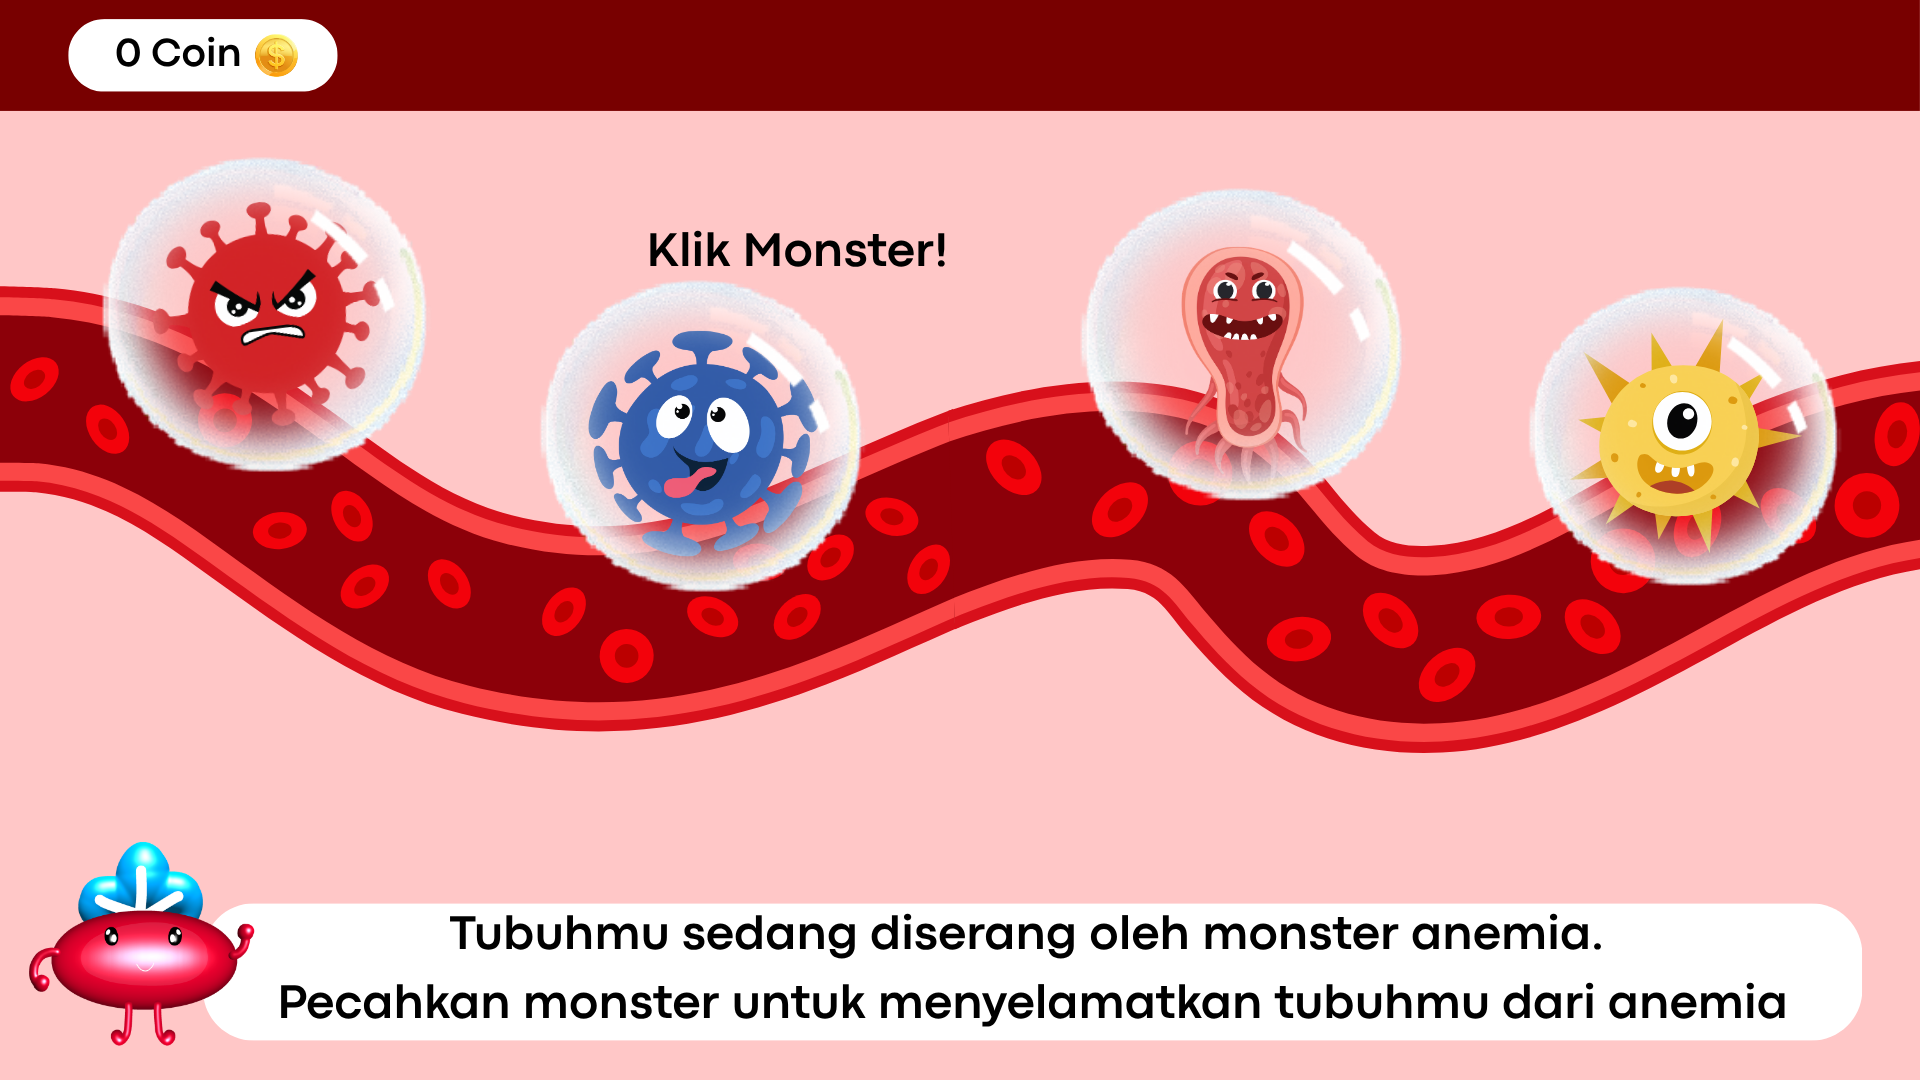 0 Coin
Klik Monster!
Tubuhmu sedang diserang oleh monster anemia.
Pecahkan monster untuk menyelamatkan tubuhmu dari anemia